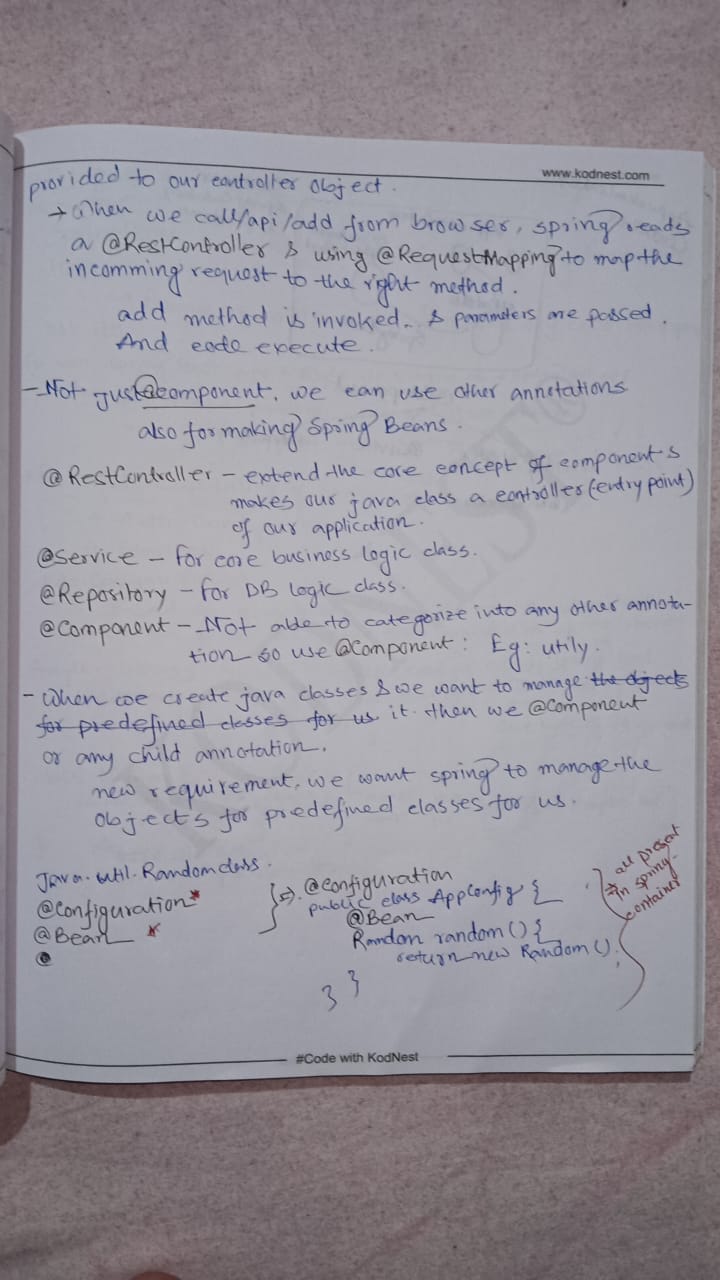 www.kodnest.com
provided to our controller object.
→ When we call /api/add from browser, spring reads
a @RestController & using @RequestMapping to map the
incomming request to the right method.
add method is invoked. & parameters are passed.
And code execute.
- Not just @component, we can use other annotations
also for making Spring Beans.
@RestController - extend the core concept of component &
makes our java class a controller (entry point)
of our application.
@Service - for core business logic class.
@Repository - for DB logic class.
@Component - Not able to categorize into any other annota-
tion so use @Component: Eg: utily.
- When we create java classes & we want to manage the objects
for predefined classes for us it then we @Component
or any child annotation.
new requirement, we want spring to manage the
objects for predefined classes for us.
Java.util.Random class.
@Configuration*
@Bean *
} ⇒ @Configuration
public class AppConfig {
@Bean
Random random() {
return new Random();
} }
→ all present
in spring
container
#Code with KodNest
KODNEST